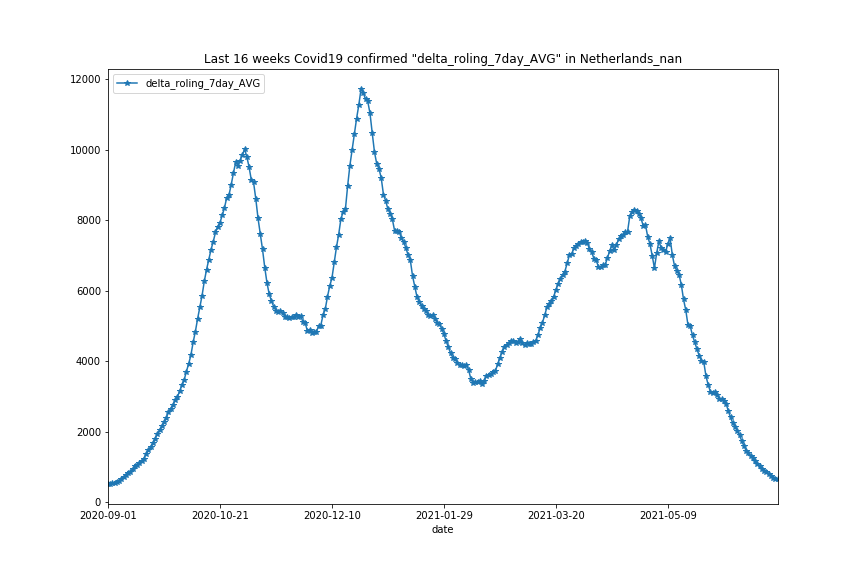 Last 16 weeks Covid19 confirmed "delta_roling_7day_AVG" in Netherlands_nan
delta_roling_7day_AVG
12000
10000
8000
6000
4000
2000
0
2020-09-01 2020-10-21 2020-12-10 2021-01-29 2021-03-20 2021-05-09
date